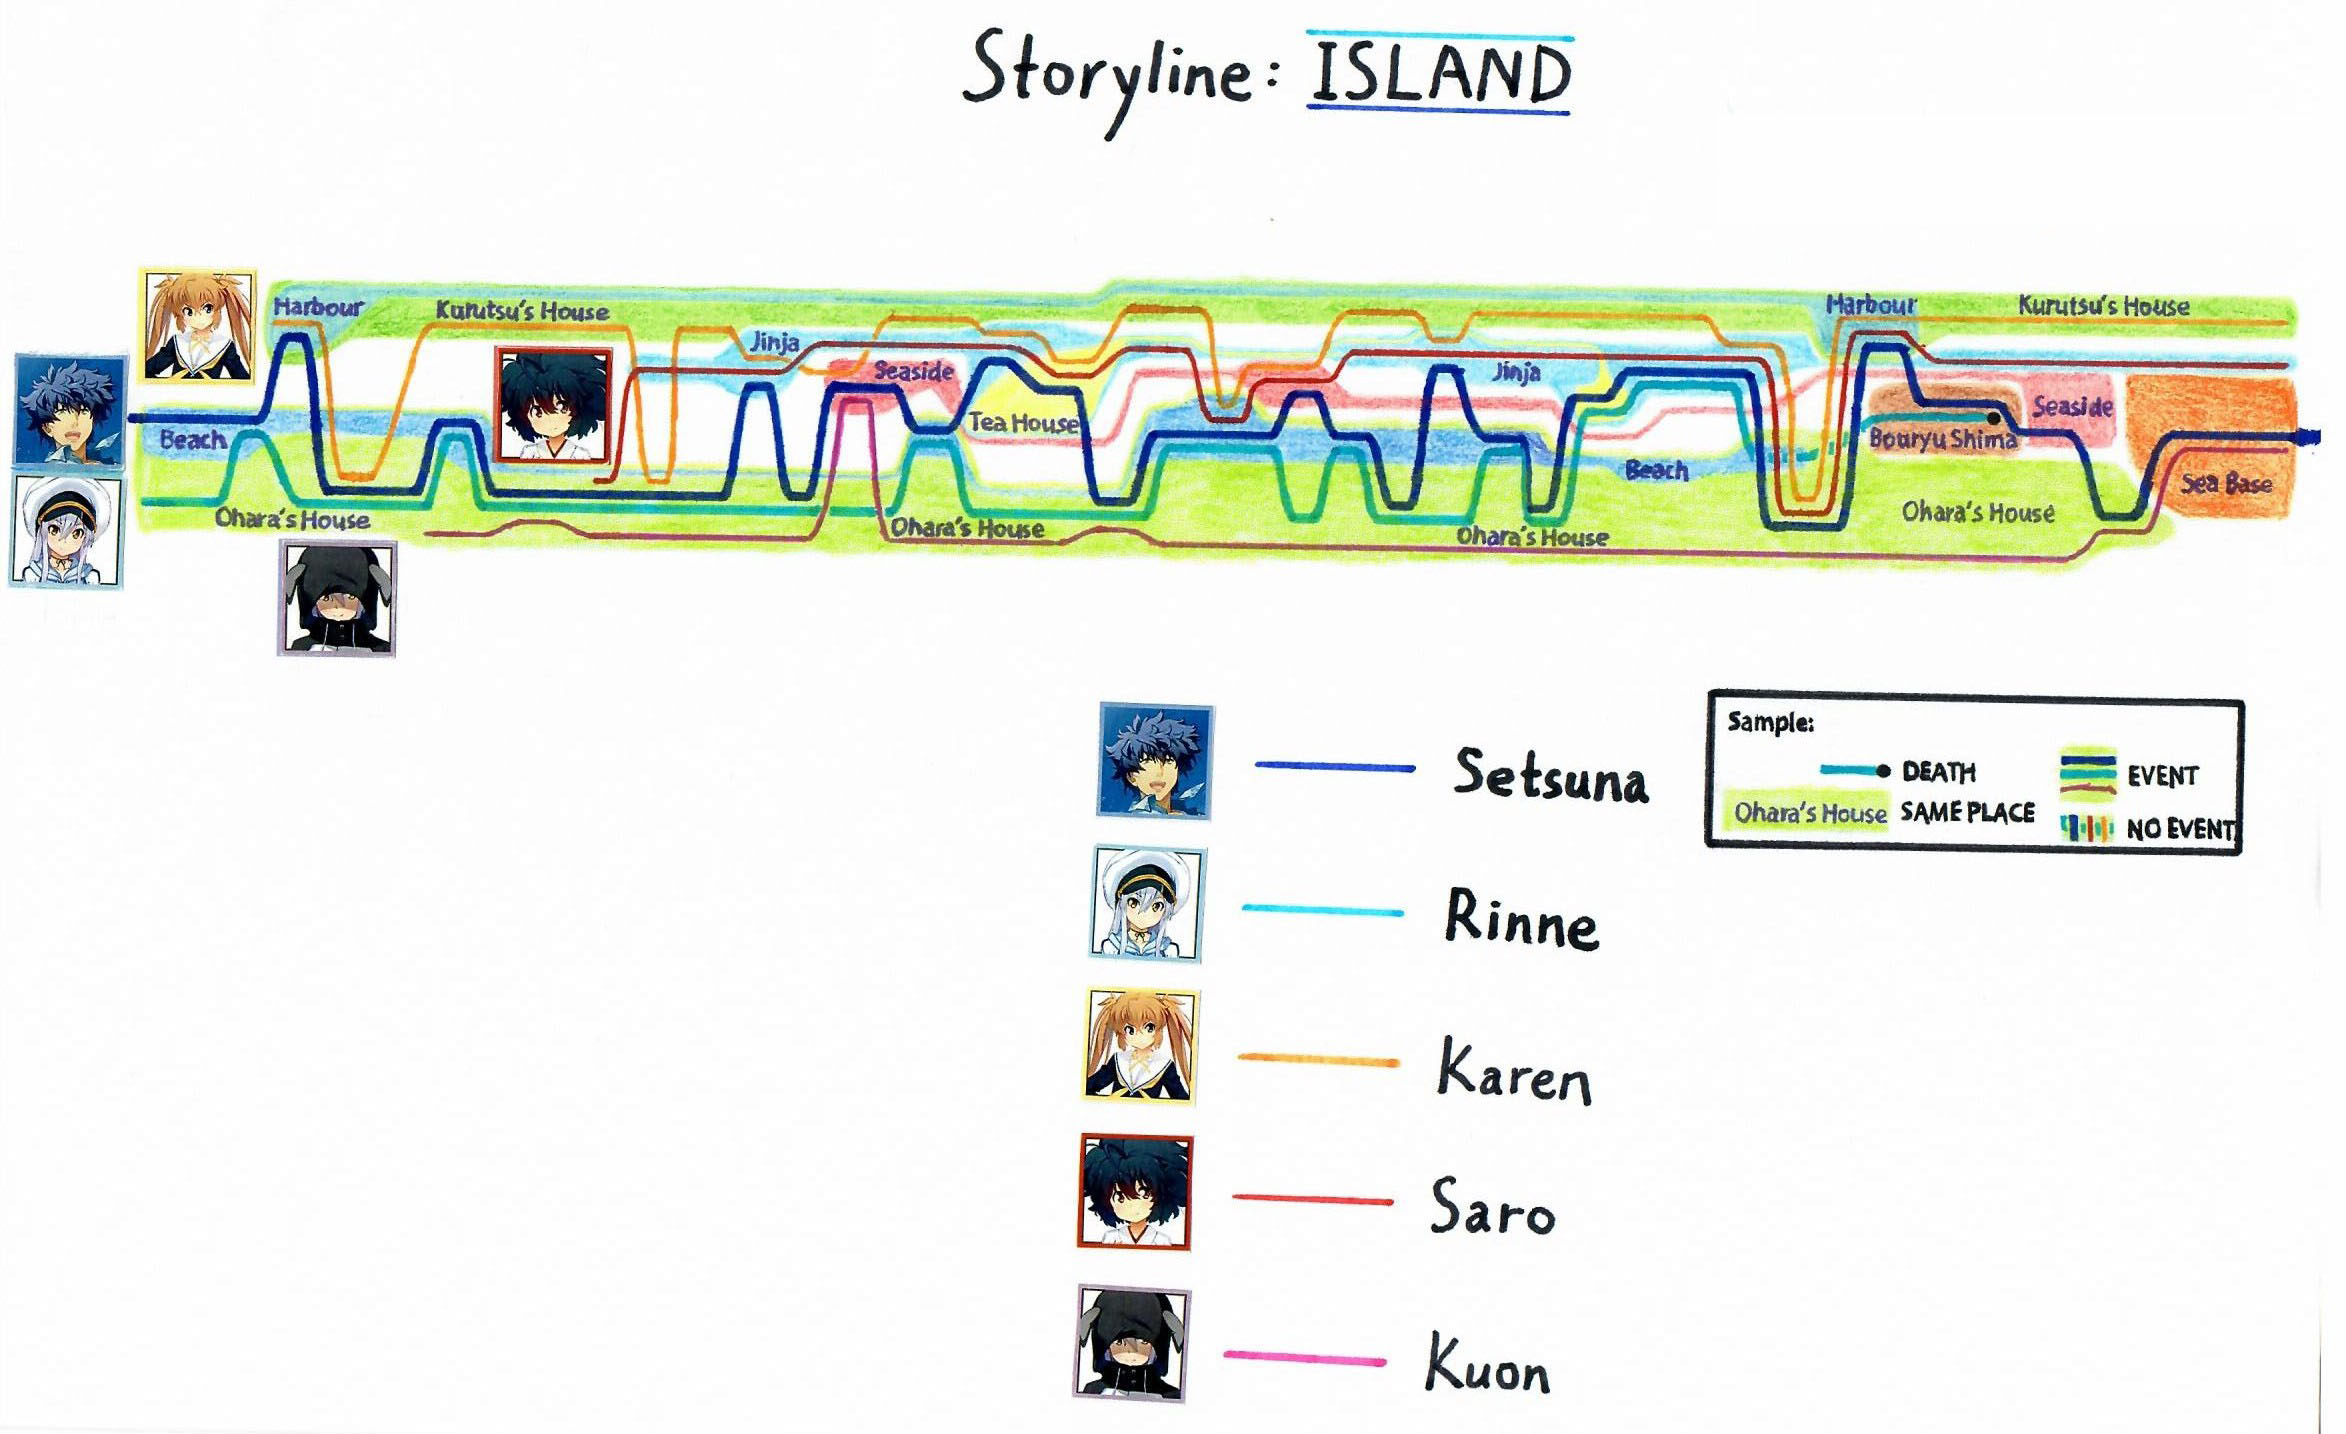 Storyline: ISLAND
Harbour
Kurutsu's House
Harbour
Kurutsu's House
Jinja
Seaside
Jinja
Seaside
Beach
Tea House
Bouryu Shima
Beach
Sea Base
Ohara's House
Ohara's House
Ohara's House
Ohara's House
Setsuna
Rinne
Karen
Saro
Kuon
Sample:
DEATH
EVENT
Ohara's House SAME PLACE
NO EVENT